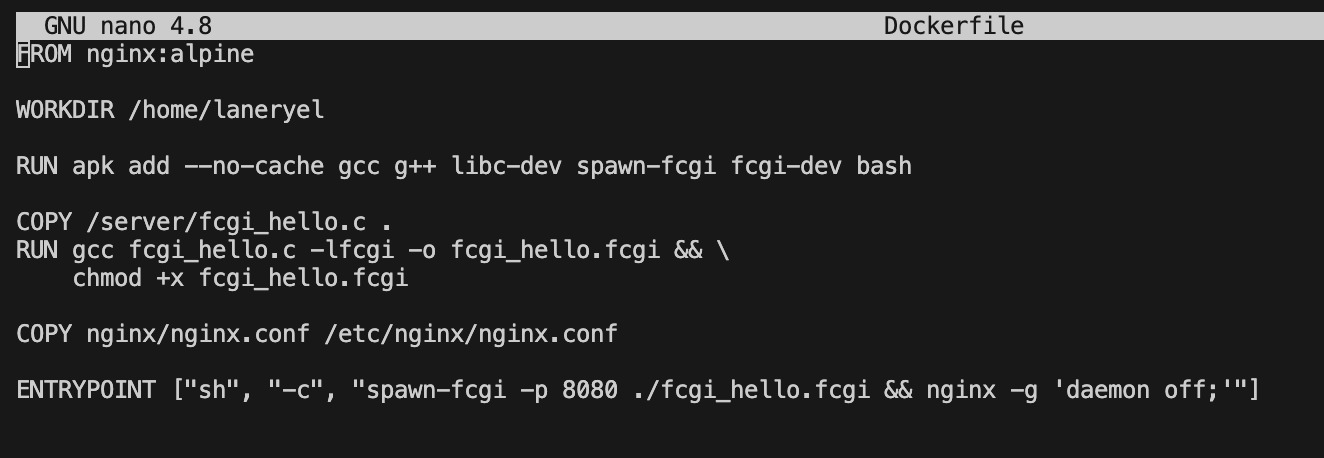 GNU nano 4.8 Dockerfile
FROM nginx:alpine
WORKDIR /home/laneryel
RUN apk add --no-cache gcc g++ libc-dev spawn-fcgi fcgi-dev bash
COPY /server/fcgi_hello.c .
RUN gcc fcgi_hello.c -lfcgi -o fcgi_hello.fcgi && \
    chmod +x fcgi_hello.fcgi
COPY nginx/nginx.conf /etc/nginx/nginx.conf
ENTRYPOINT ["sh", "-c", "spawn-fcgi -p 8080 ./fcgi_hello.fcgi && nginx -g 'daemon off;'"]